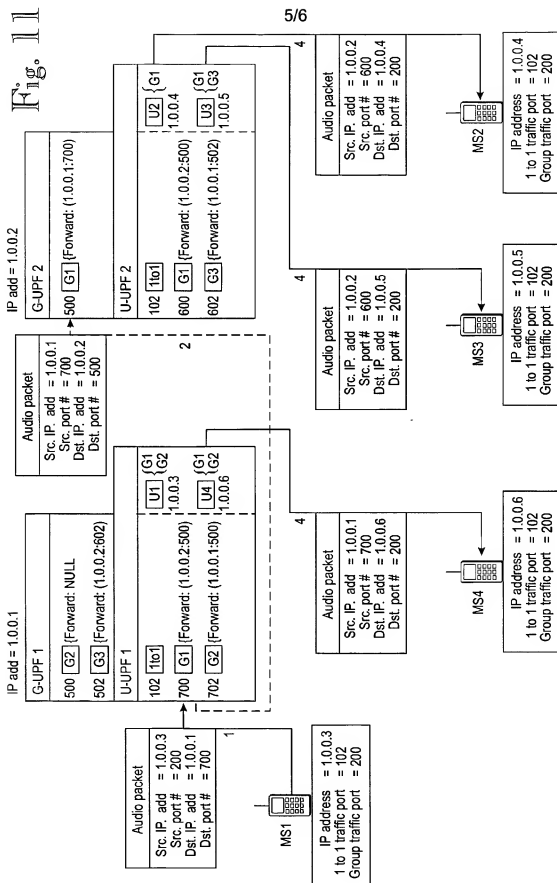 5/6
Fig. 11
IP add = 1.0.0.1
G-UPF 1
500 G2 {Forward: NULL
502 G3 {Forward: (1.0.0.2:602)
U-UPF 1
102 1to1
700 G1 {Forward: (1.0.0.2:500)
702 G2 {Forward: (1.0.0.1:500)
U1 {G1
G2
1.0.0.3
U4 {G1
G2
1.0.0.6
IP add = 1.0.0.2
G-UPF 2
500 G1 {Forward: (1.0.0.1:700)
U-UPF 2
102 1to1
600 G1 {Forward: (1.0.0.2:500)
602 G3 {Forward: (1.0.0.1:502)
U2 {G1
1.0.0.4
U3 {G1
G3
1.0.0.5
Audio packet
Src. IP. add = 1.0.0.1
Src. port # = 700
Dst. IP. add = 1.0.0.2
Dst. port # = 500
2
Audio packet
Src. IP. add = 1.0.0.3
Src. port # = 200
Dst. IP. add = 1.0.0.1
Dst. port # = 700
1
MS1
IP address = 1.0.0.3
1 to 1 traffic port = 102
Group traffic port = 200
4
Audio packet
Src. IP. add = 1.0.0.1
Src. port # = 700
Dst. IP. add = 1.0.0.6
Dst. port # = 200
MS4
IP address = 1.0.0.6
1 to 1 traffic port = 102
Group traffic port = 200
4
Audio packet
Src. IP. add = 1.0.0.2
Src. port # = 600
Dst. IP. add = 1.0.0.5
Dst. port # = 200
MS3
IP address = 1.0.0.5
1 to 1 traffic port = 102
Group traffic port = 200
4
Audio packet
Src. IP. add = 1.0.0.2
Src. port # = 600
Dst. IP. add = 1.0.0.4
Dst. port # = 200
MS2
IP address = 1.0.0.4
1 to 1 traffic port = 102
Group traffic port = 200